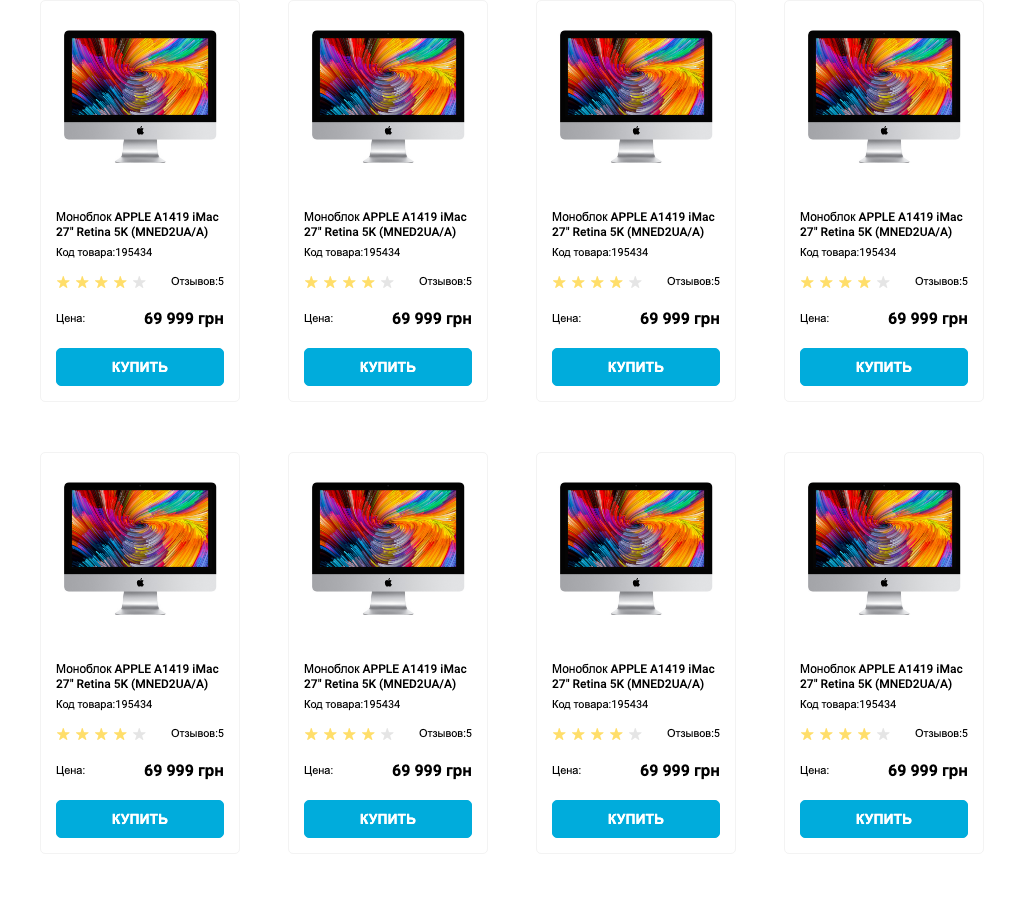 Моноблок APPLE A1419 iMac
27" Retina 5K (MNED2UA/A)
Код товара:195434
Отзывов:5
Цена: 69 999 грн
КУПИТЬ
Моноблок APPLE A1419 iMac
27" Retina 5K (MNED2UA/A)
Код товара:195434
Отзывов:5
Цена: 69 999 грн
КУПИТЬ
Моноблок APPLE A1419 iMac
27" Retina 5K (MNED2UA/A)
Код товара:195434
Отзывов:5
Цена: 69 999 грн
КУПИТЬ
Моноблок APPLE A1419 iMac
27" Retina 5K (MNED2UA/A)
Код товара:195434
Отзывов:5
Цена: 69 999 грн
КУПИТЬ
Моноблок APPLE A1419 iMac
27" Retina 5K (MNED2UA/A)
Код товара:195434
Отзывов:5
Цена: 69 999 грн
КУПИТЬ
Моноблок APPLE A1419 iMac
27" Retina 5K (MNED2UA/A)
Код товара:195434
Отзывов:5
Цена: 69 999 грн
КУПИТЬ
Моноблок APPLE A1419 iMac
27" Retina 5K (MNED2UA/A)
Код товара:195434
Отзывов:5
Цена: 69 999 грн
КУПИТЬ
Моноблок APPLE A1419 iMac
27" Retina 5K (MNED2UA/A)
Код товара:195434
Отзывов:5
Цена: 69 999 грн
КУПИТЬ